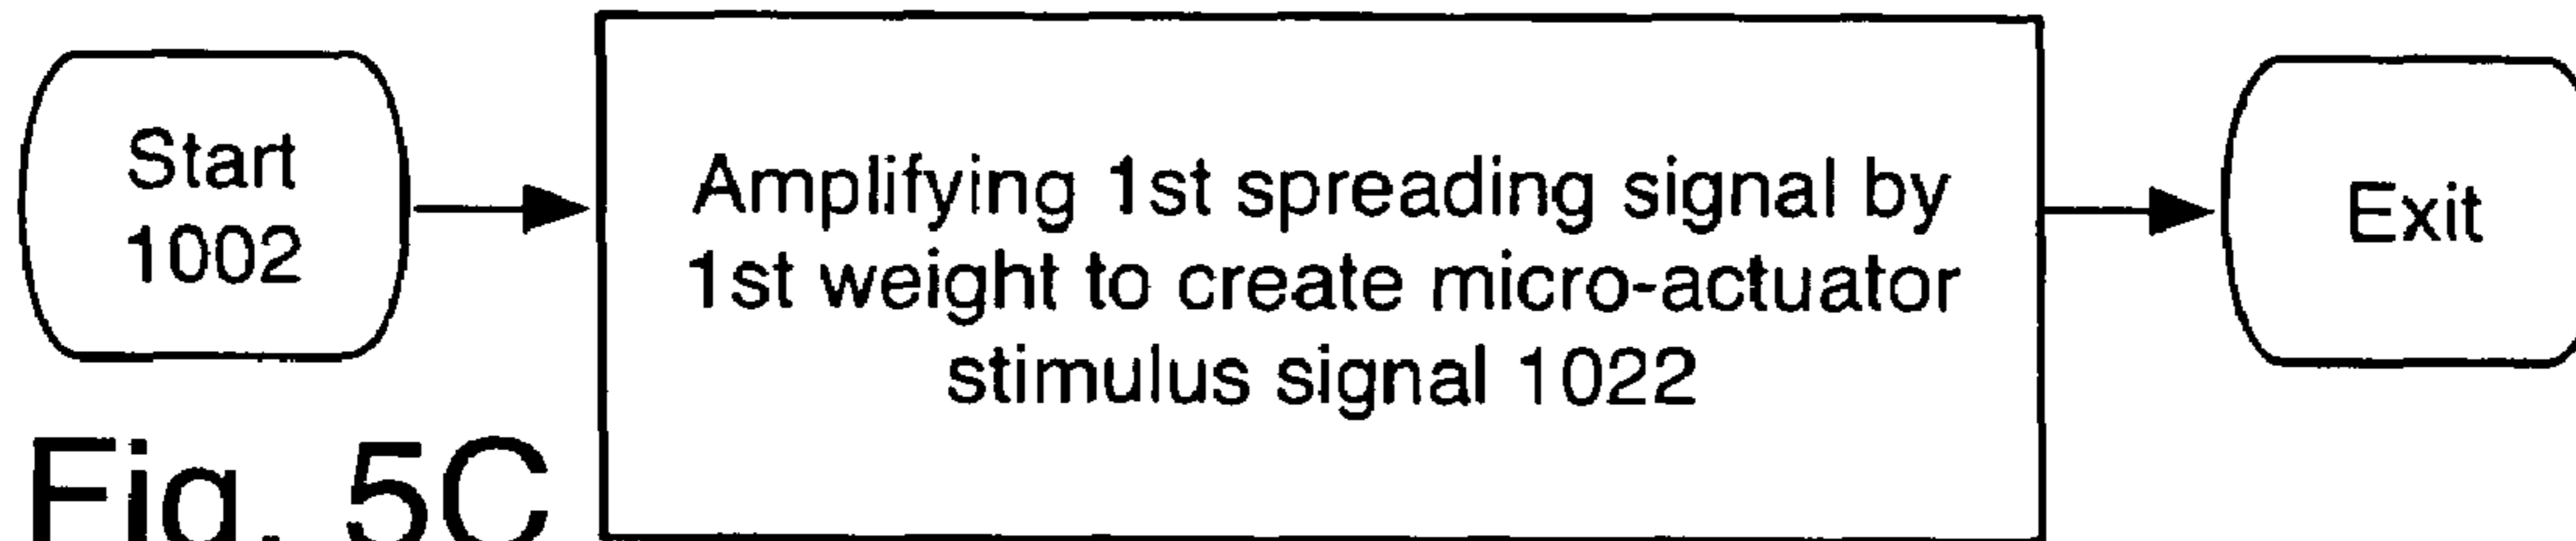 Start
1002
Amplifying 1st spreading signal by
1st weight to create micro-actuator
stimulus signal 1022
Exit
Fig. 5C